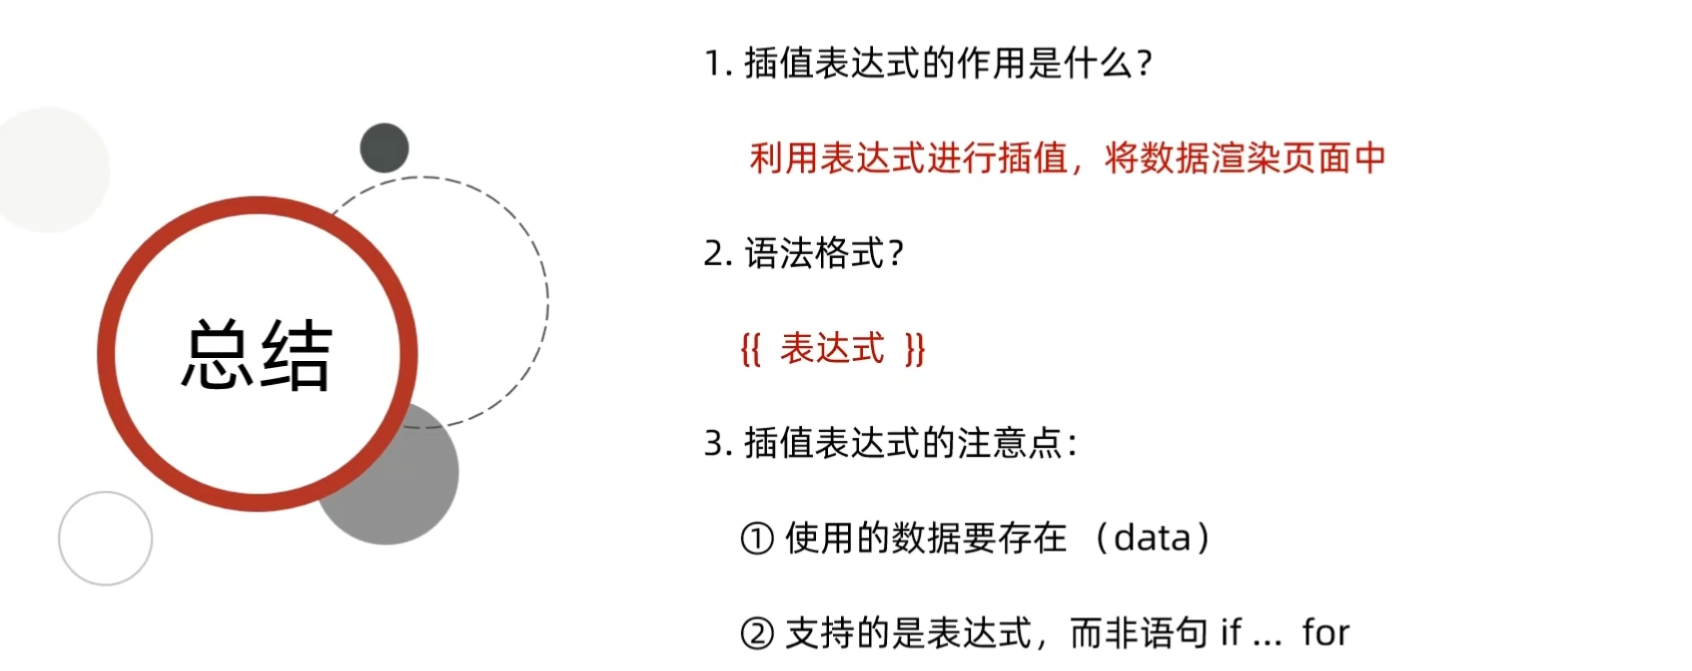 总结
1. 插值表达式的作用是什么?
利用表达式进行插值，将数据渲染页面中
2. 语法格式?
{{ 表达式 }}
3. 插值表达式的注意点：
① 使用的数据要存在 （data）
② 支持的是表达式，而非语句 if ... for